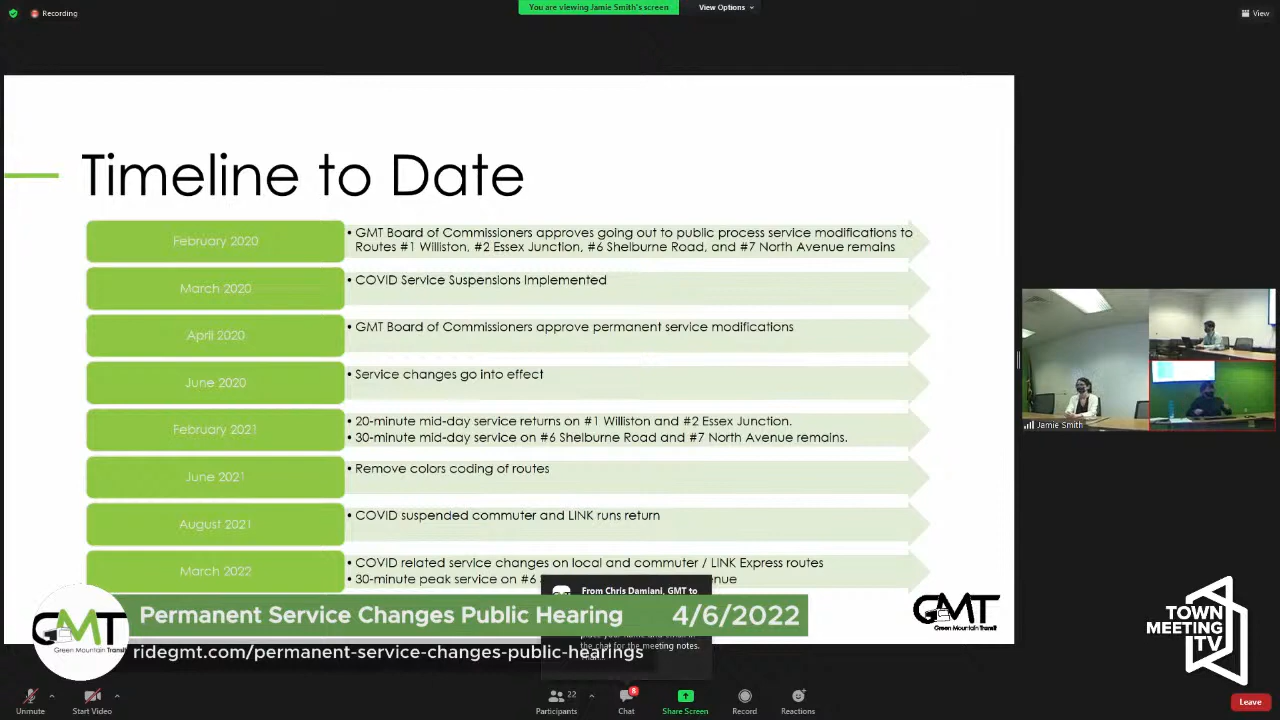 Recording
You are viewing Jamie Smith's screen
View Options
View
Timeline to Date
February 2020
• GMT Board of Commissioners approves going out to public process service modifications to
Routes #1 Williston, #2 Essex Junction, #6 Shelburne Road, and #7 North Avenue remains
March 2020
• COVID Service Suspensions Implemented
April 2020
• GMT Board of Commissioners approve permanent service modifications
June 2020
• Service changes go into effect
February 2021
• 20-minute mid-day service returns on #1 Williston and #2 Essex Junction.
• 30-minute mid-day service on #6 Shelburne Road and #7 North Avenue remains.
June 2021
• Remove colors coding of routes
August 2021
• COVID suspended commuter and LINK runs return
March 2022
• COVID related service changes on local and commuter / LINK Express routes
• 30-minute peak service on #6
Jamie Smith
From Chris Damiani, GMT to
GMT
Green Mountain Transit
Permanent Service Changes Public Hearing 4/6/2022
the chat for the meeting notes.
ridegmt.com/permanent-service-changes-public-hearings
GMT
Green Mountain Transit
TOWN
MEETING
TV
Unmute
Start Video
Participants
22
Chat
8
Share Screen
Record
Reactions
Leave